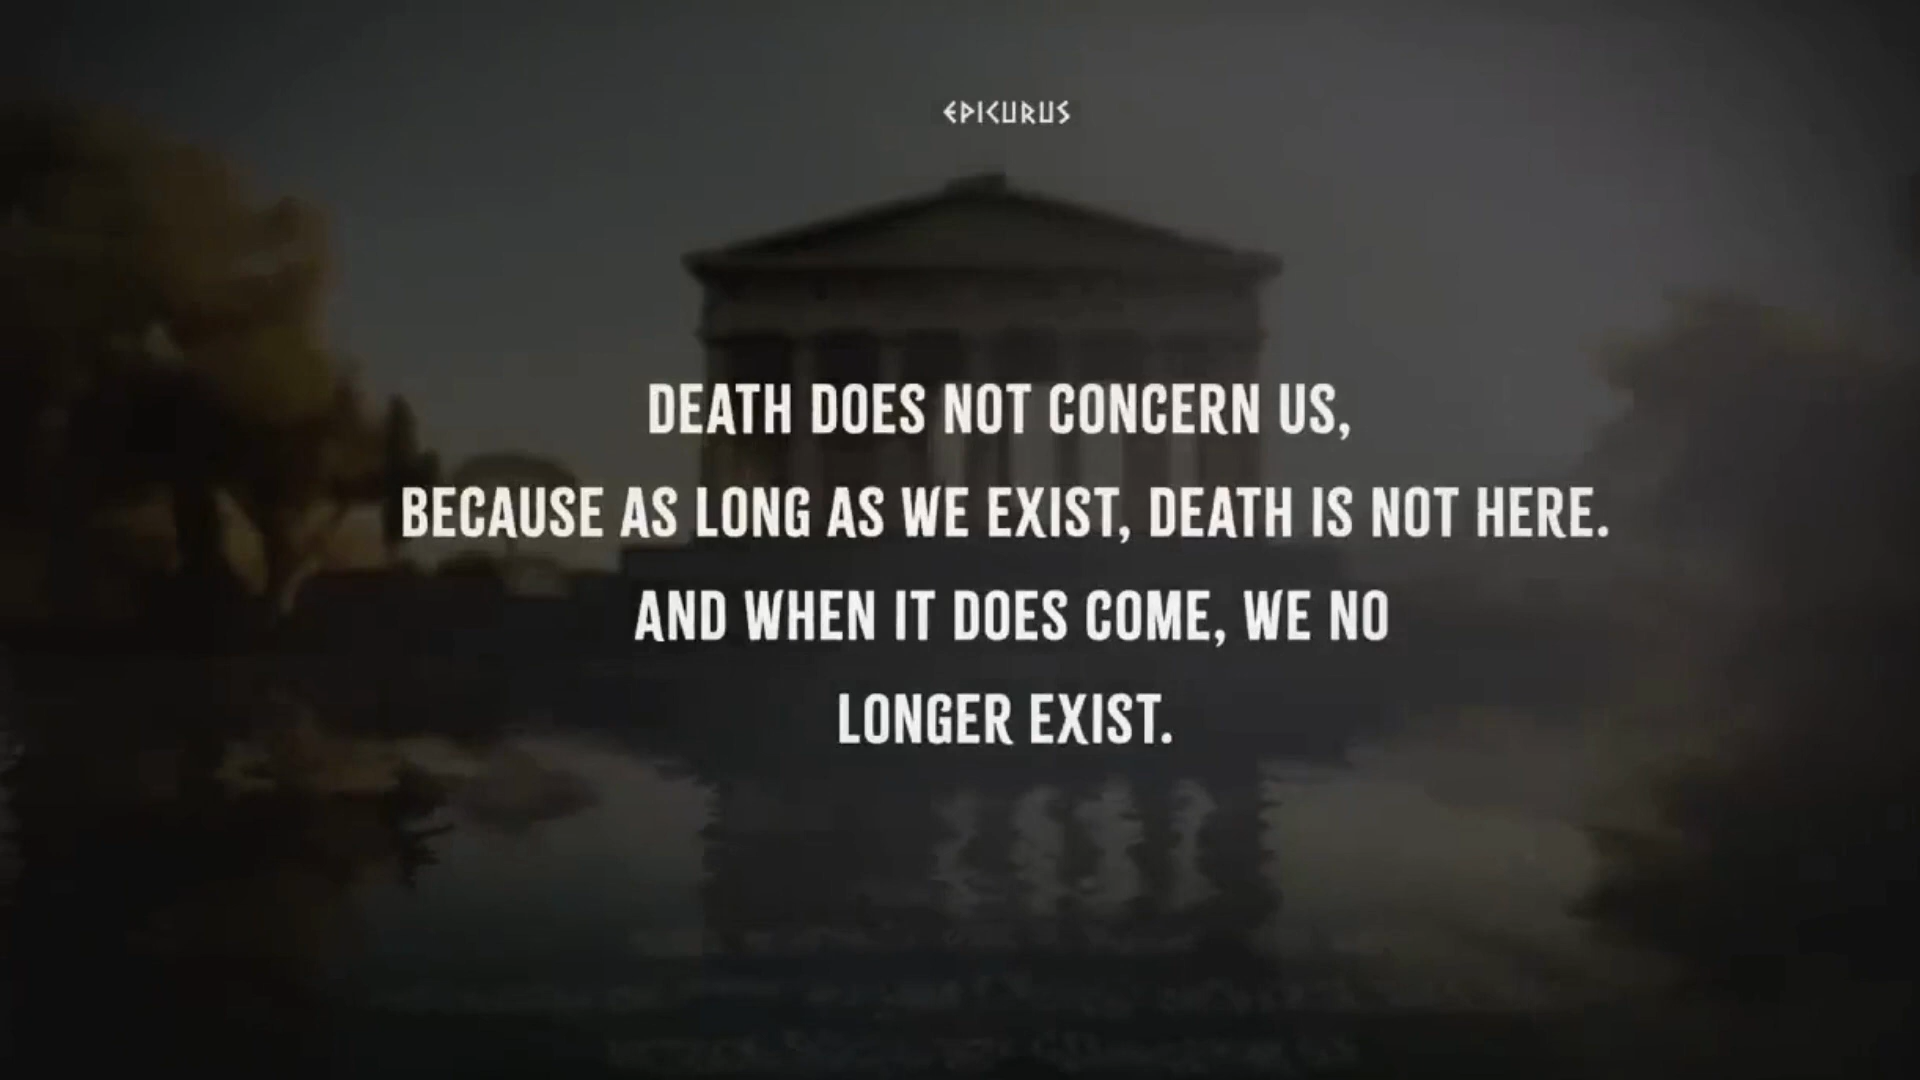 EPICURUS
DEATH DOES NOT CONCERN US,
BECAUSE AS LONG AS WE EXIST, DEATH IS NOT HERE.
AND WHEN IT DOES COME, WE NO
LONGER EXIST.